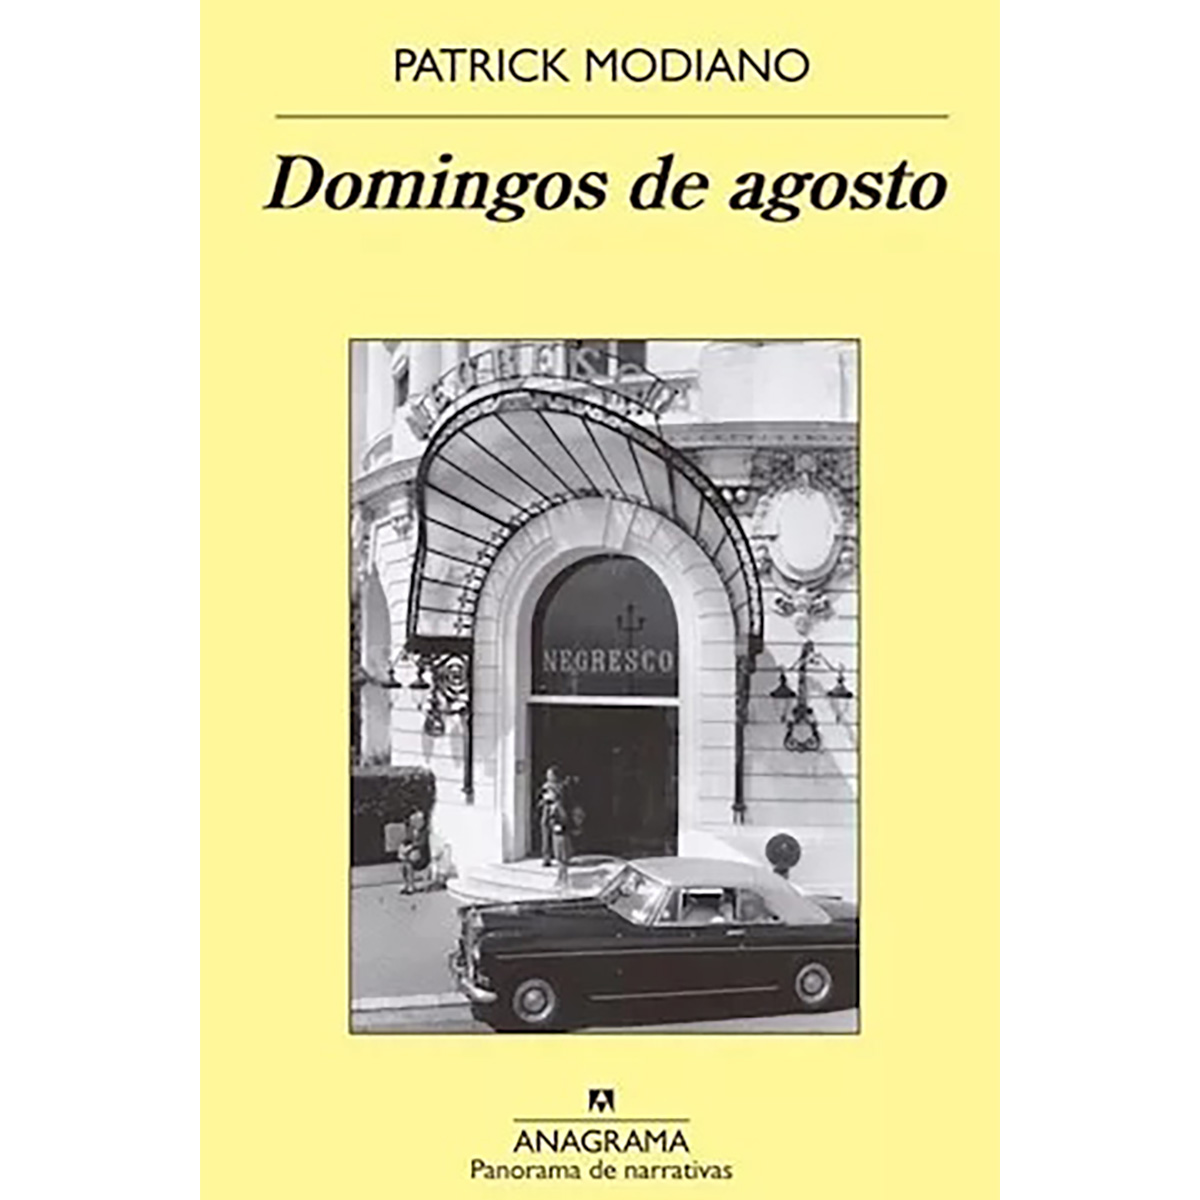 PATRICK MODIANO
Domingos de agosto
NEGRESCO
ANAGRAMA
Panorama de narrativas